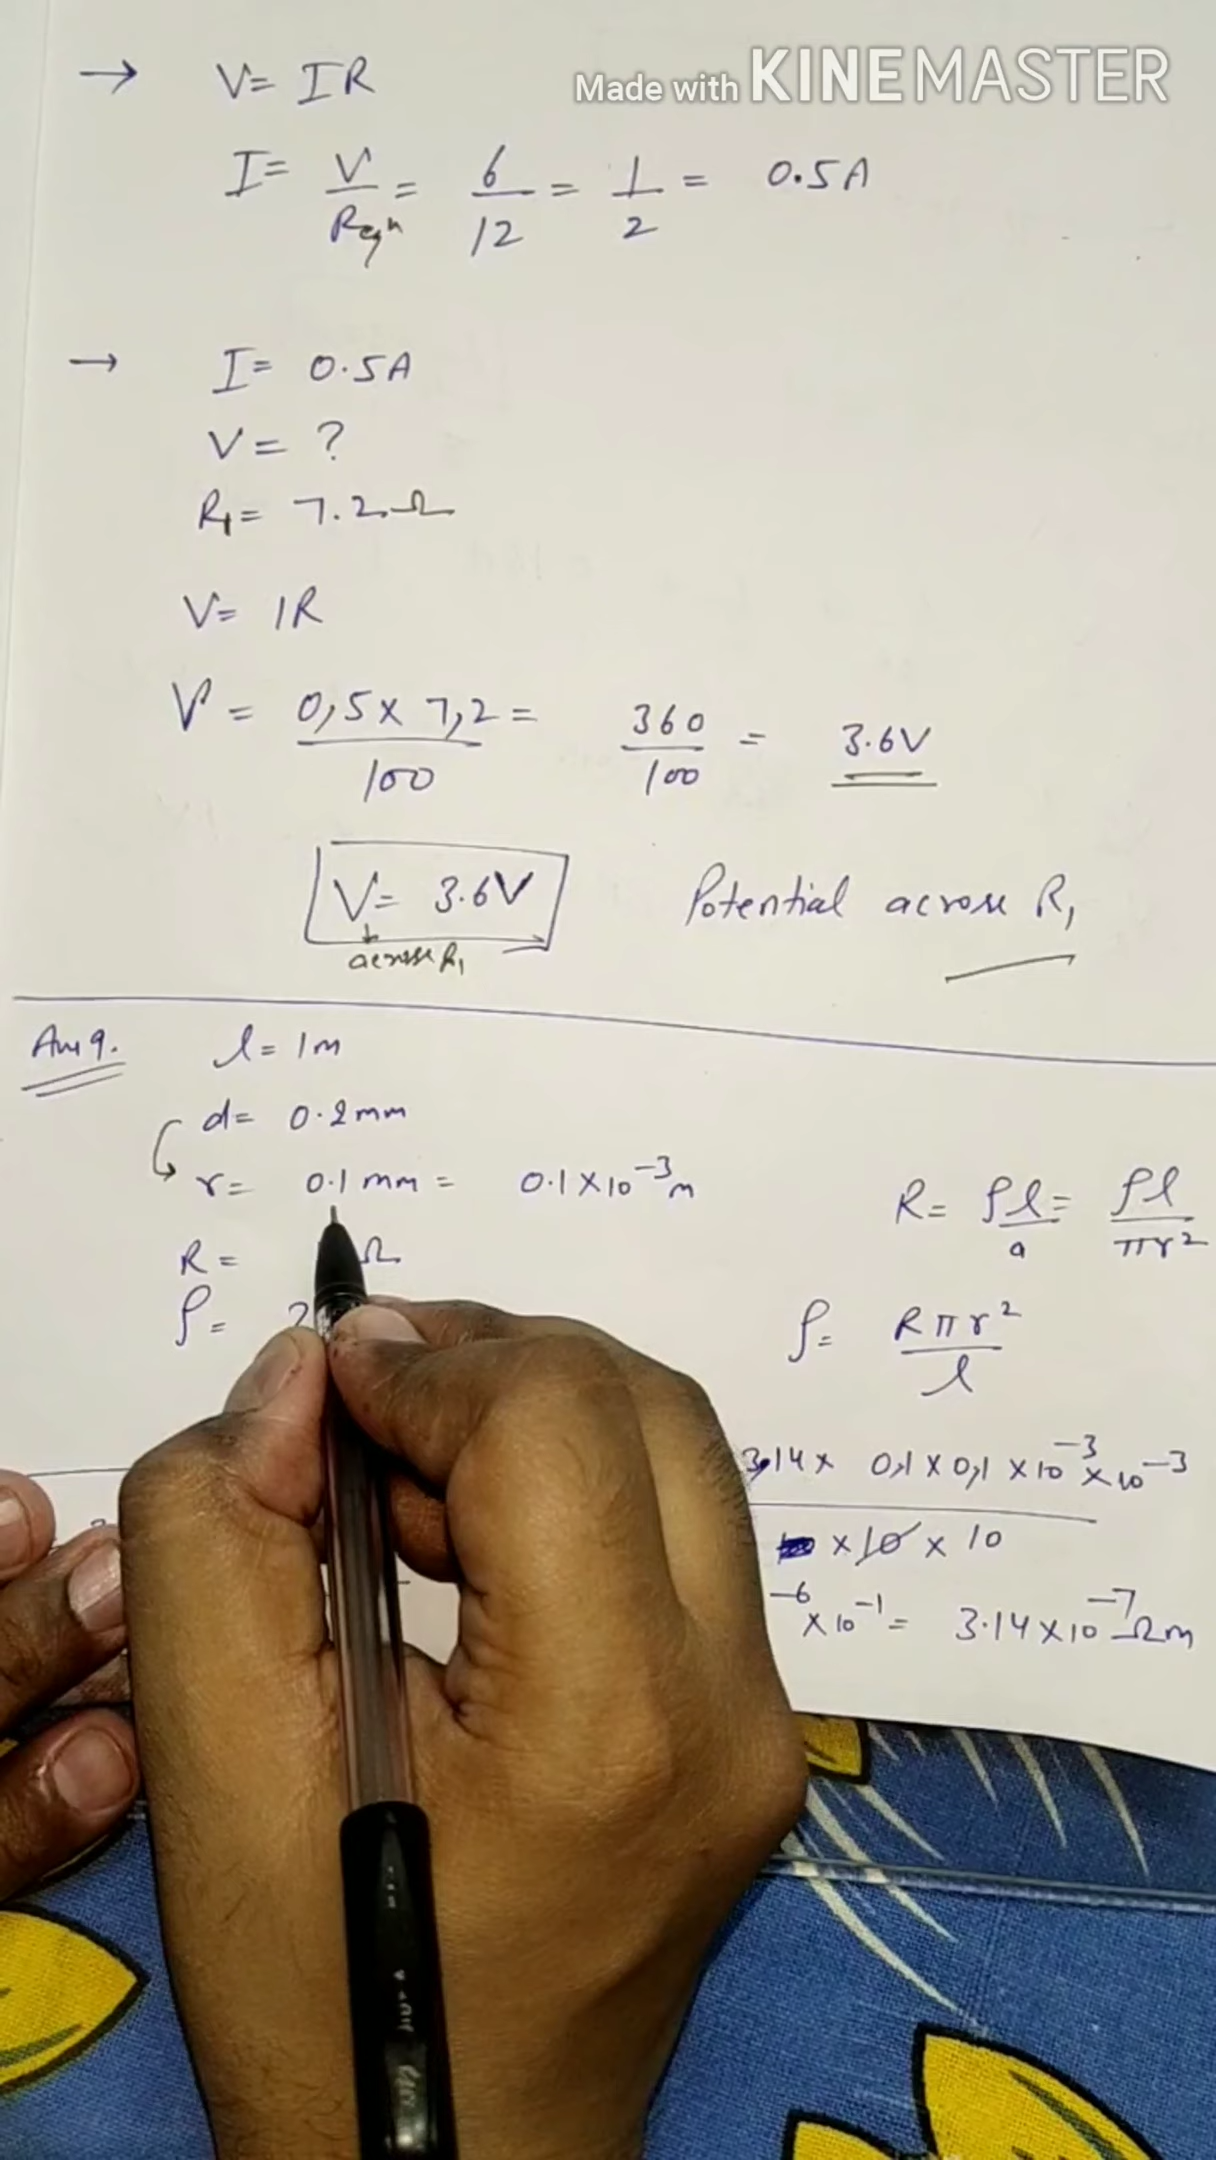 Made with KINEMASTER
→ V= IR
I= V/Reqn = 6/12 = 1/2 = 0.5A
→ I= 0.5A
V= ?
R1= 7.2Ω
V= IR
V= 0,5 x 7,2/100 = 360/100 = 3.6V
V= 3.6V Potential across R1
across R1
Ans 9. l= 1m
d= 0.2mm
r= 0.1 mm = 0.1 x 10⁻³m
R= ρl/a = ρl/πr²
R= Ω
ρ= ?
ρ= Rπr²/l
3,14 x 0,1 x 0,1 x 10⁻³ x 10⁻³
x 10 x 10
⁻⁶ x 10⁻¹ = 3.14 x 10⁻⁷ Ωm